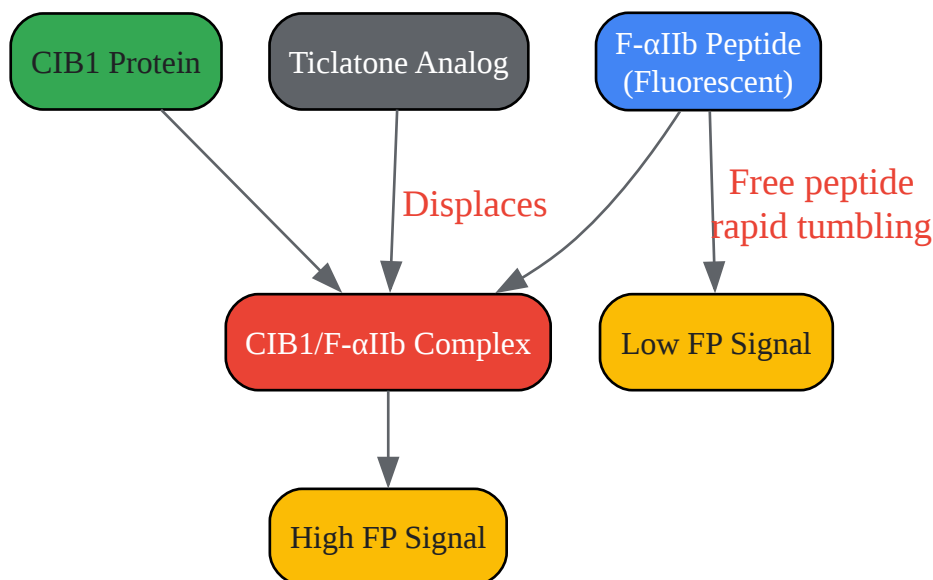 CIB1 Protein
Ticlatone Analog
F-αIIb Peptide
(Fluorescent)
Displaces
Free peptide
rapid tumbling
CIB1/F-αIIb Complex
Low FP Signal
High FP Signal